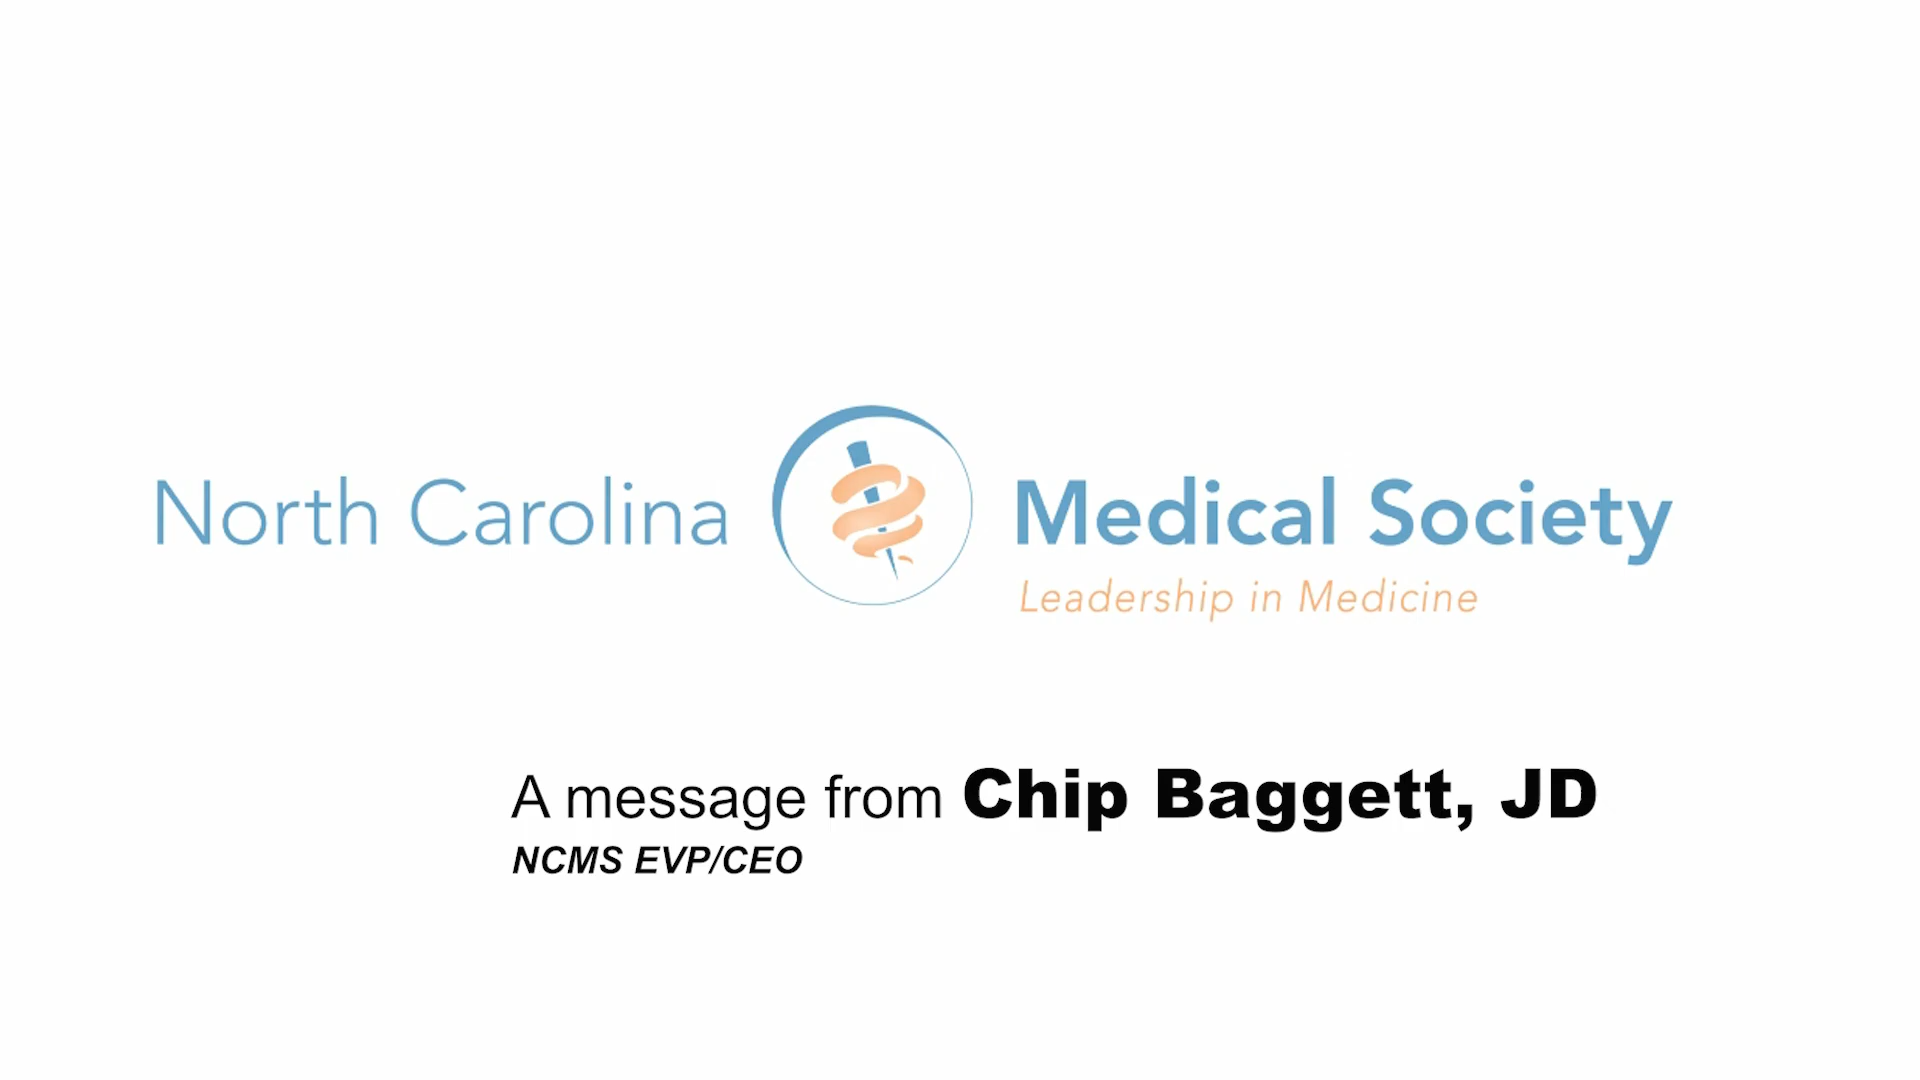 North Carolina Medical Society
Leadership in Medicine
A message from Chip Baggett, JD
NCMS EVP/CEO